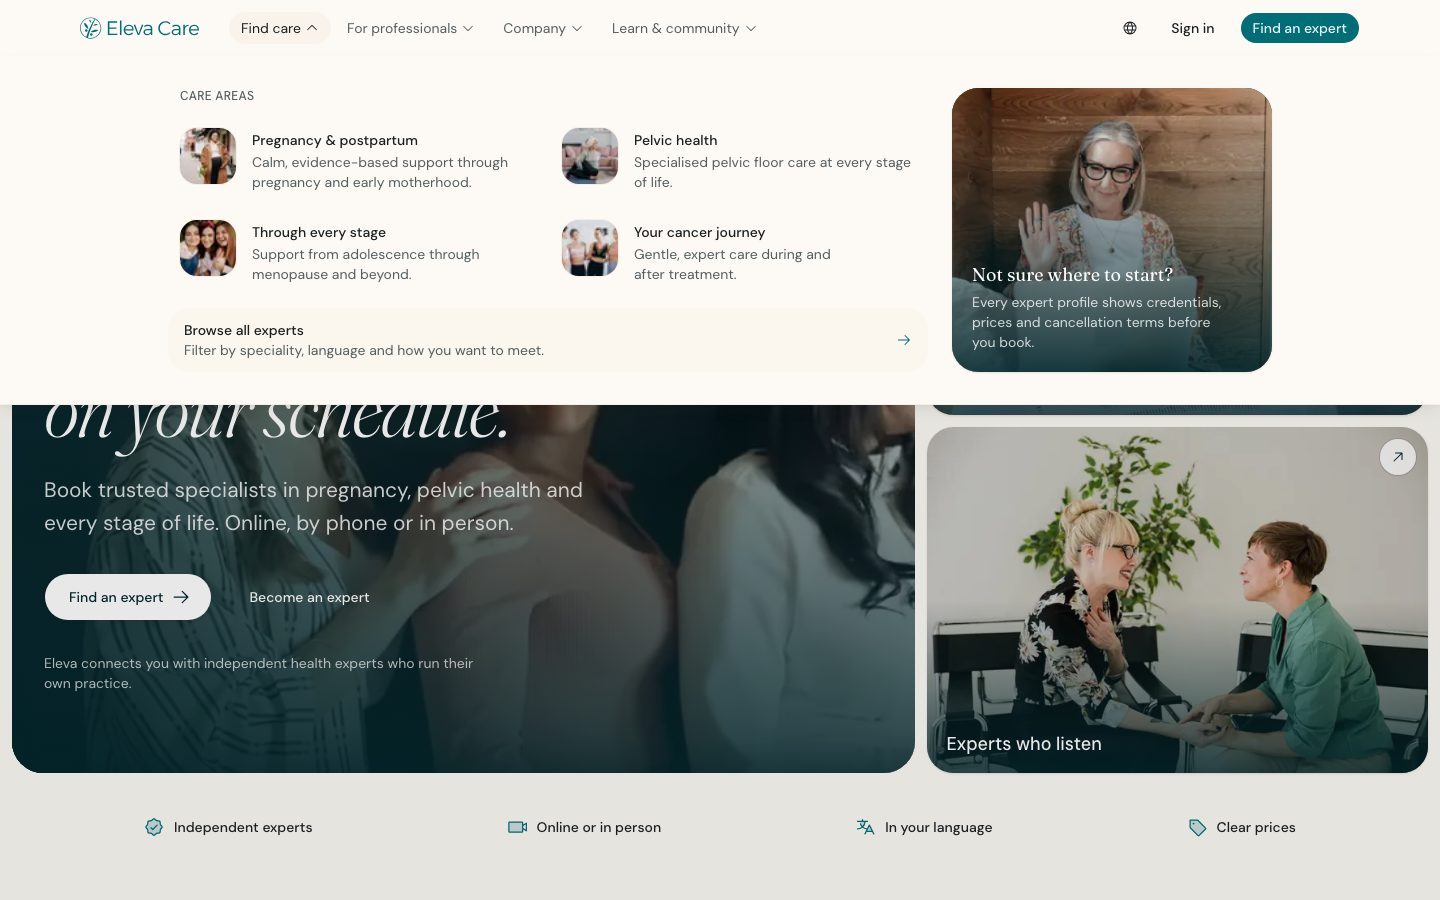 Eleva Care
Find care
For professionals
Company
Learn & community
Sign in
Find an expert
CARE AREAS
Pregnancy & postpartum
Calm, evidence-based support through
pregnancy and early motherhood.
Pelvic health
Specialised pelvic floor care at every stage
of life.
Through every stage
Support from adolescence through
menopause and beyond.
Your cancer journey
Gentle, expert care during and
after treatment.
Browse all experts
Filter by speciality, language and how you want to meet.
Not sure where to start?
Every expert profile shows credentials,
prices and cancellation terms before
you book.
on your schedule.
Book trusted specialists in pregnancy, pelvic health and
every stage of life. Online, by phone or in person.
Find an expert
Become an expert
Eleva connects you with independent health experts who run their
own practice.
Experts who listen
Independent experts
Online or in person
In your language
Clear prices